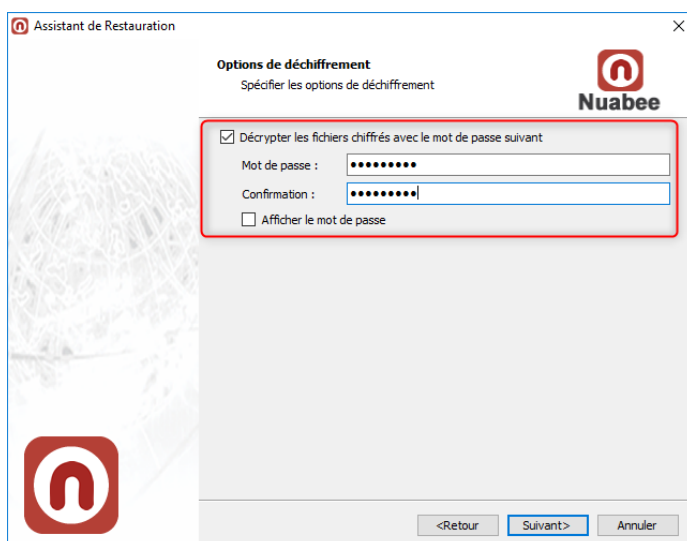 Assistant de Restauration
Options de déchiffrement
Spécifier les options de déchiffrement
Nuabee
Décrypter les fichiers chiffrés avec le mot de passe suivant
Mot de passe : •••••••••
Confirmation : •••••••••
Afficher le mot de passe
<Retour Suivant> Annuler